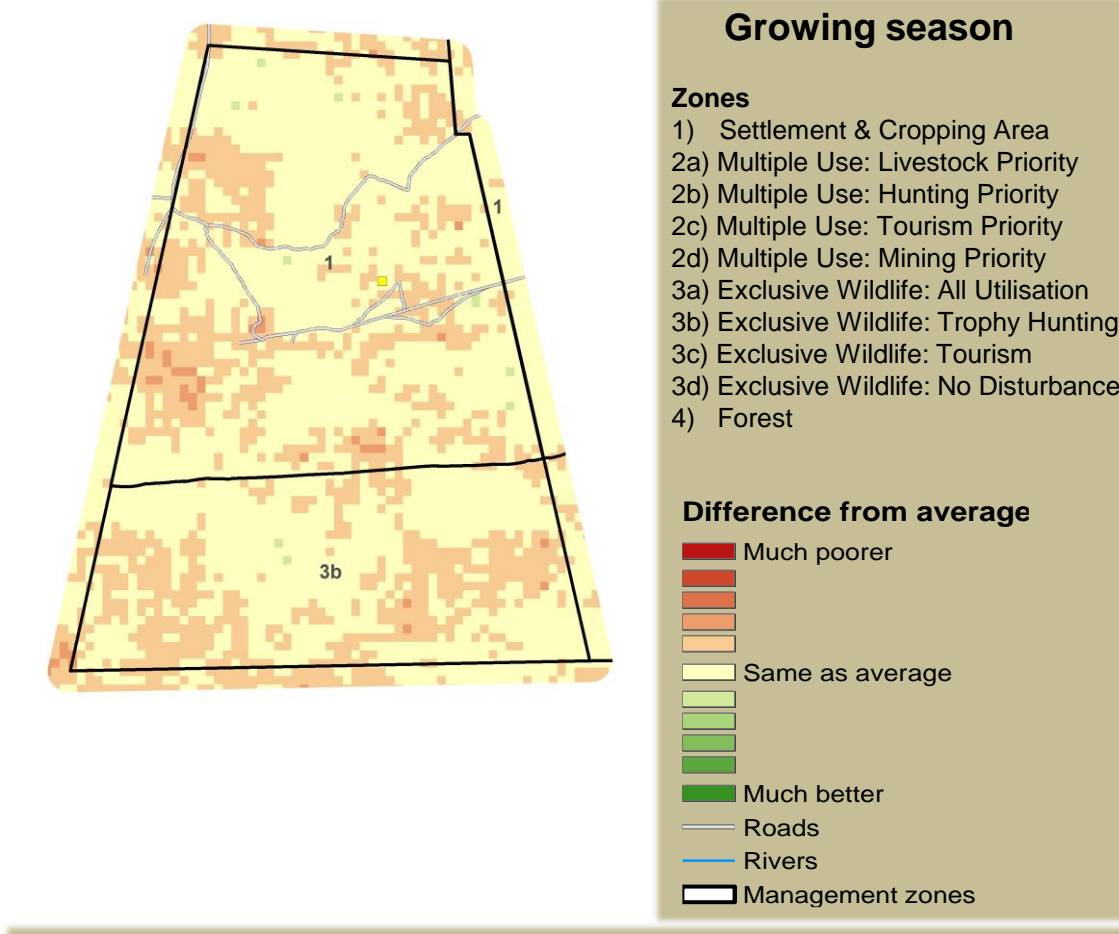 Growing season
Zones
1) Settlement & Cropping Area
2a) Multiple Use: Livestock Priority
2b) Multiple Use: Hunting Priority
2c) Multiple Use: Tourism Priority
2d) Multiple Use: Mining Priority
3a) Exclusive Wildlife: All Utilisation
3b) Exclusive Wildlife: Trophy Hunting
3c) Exclusive Wildlife: Tourism
3d) Exclusive Wildlife: No Disturbance
4) Forest
Difference from average
Much poorer
Same as average
Much better
Roads
Rivers
Management zones
1
1
3b